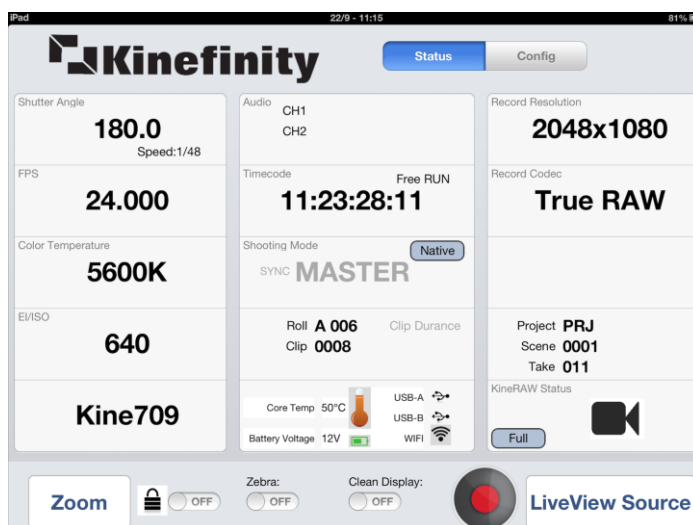 iPad
22/9 - 11:15
81%
Kinefinity
Status
Config
Shutter Angle
180.0
Speed:1/48
FPS
24.000
Color Temperature
5600K
EI/ISO
640
Kine709
Audio
CH1
CH2
Timecode
Free RUN
11:23:28:11
Shooting Mode
Native
SYNC MASTER
Roll A 006 Clip Durance
Clip 0008
Core Temp 50°C
Battery Voltage 12V
USB-A
USB-B
WIFI
Record Resolution
2048x1080
Record Codec
True RAW
Project PRJ
Scene 0001
Take 011
KineRAW Status
Full
Zoom
OFF
Zebra:
OFF
Clean Display:
OFF
LiveView Source